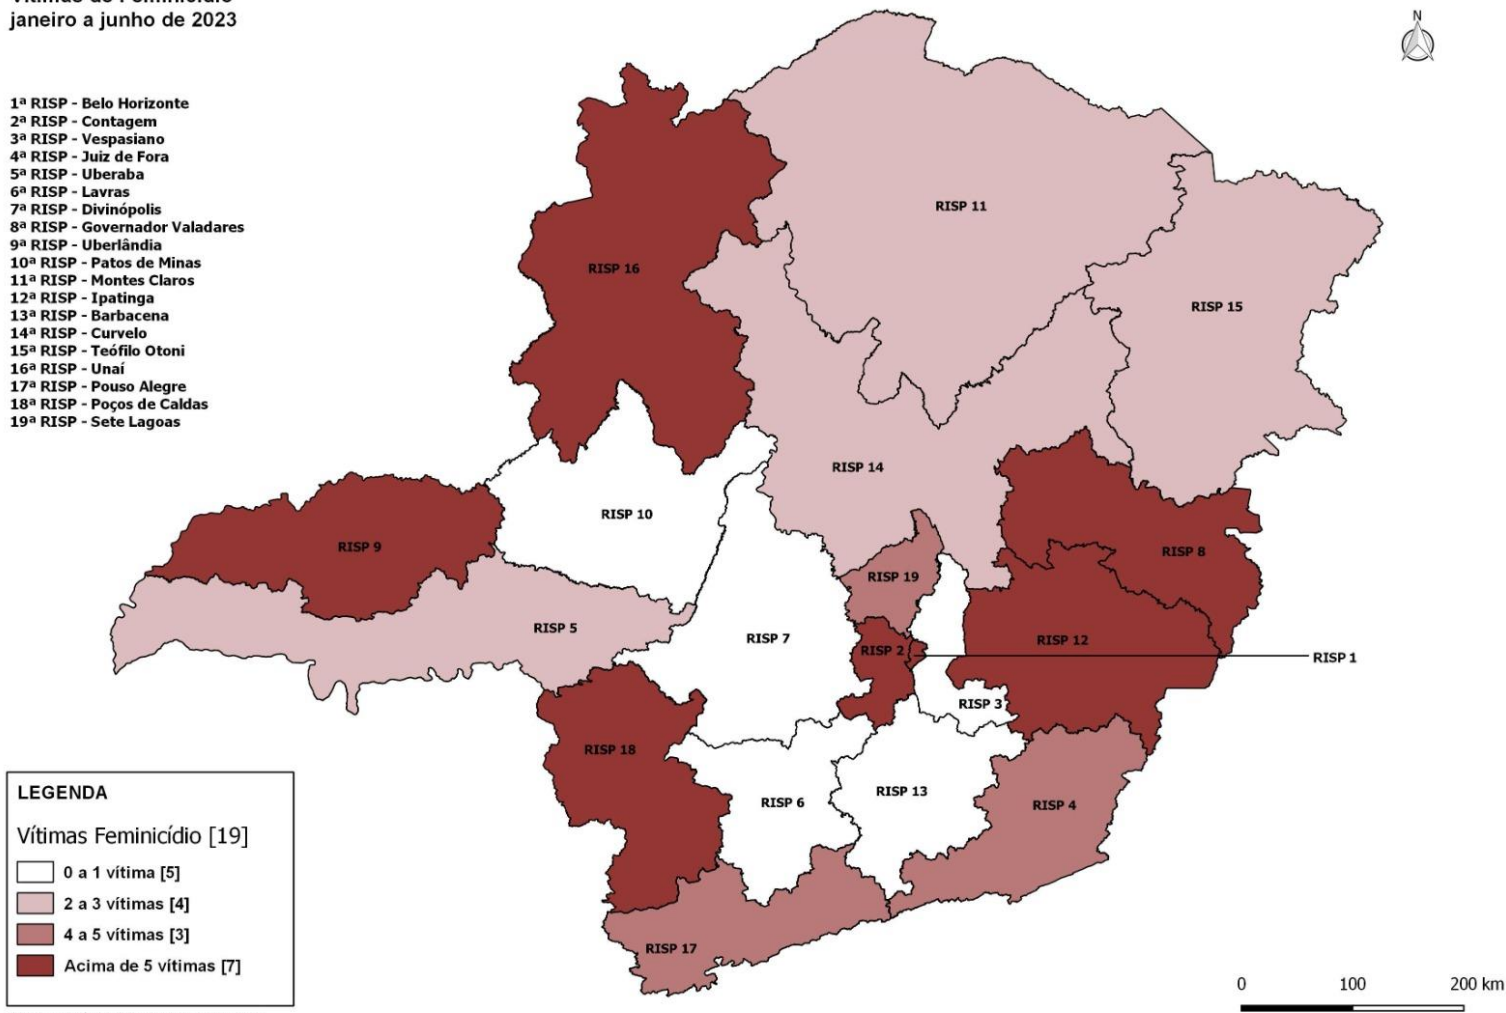 janeiro a junho de 2023
N
1ª RISP - Belo Horizonte
2ª RISP - Contagem
3ª RISP - Vespasiano
4ª RISP - Juiz de Fora
5ª RISP - Uberaba
6ª RISP - Lavras
7ª RISP - Divinópolis
8ª RISP - Governador Valadares
9ª RISP - Uberlândia
10ª RISP - Patos de Minas
11ª RISP - Montes Claros
12ª RISP - Ipatinga
13ª RISP - Barbacena
14ª RISP - Curvelo
15ª RISP - Teófilo Otoni
16ª RISP - Unaí
17ª RISP - Pouso Alegre
18ª RISP - Poços de Caldas
19ª RISP - Sete Lagoas
RISP 11
RISP 16
RISP 15
RISP 14
RISP 10
RISP 9
RISP 8
RISP 19
RISP 5
RISP 7
RISP 12
RISP 2
RISP 1
RISP 3
RISP 18
RISP 6
RISP 13
RISP 4
RISP 17
LEGENDA
Vítimas Feminicídio [19]
0 a 1 vítima [5]
2 a 3 vítimas [4]
4 a 5 vítimas [3]
Acima de 5 vítimas [7]
0 100 200 km